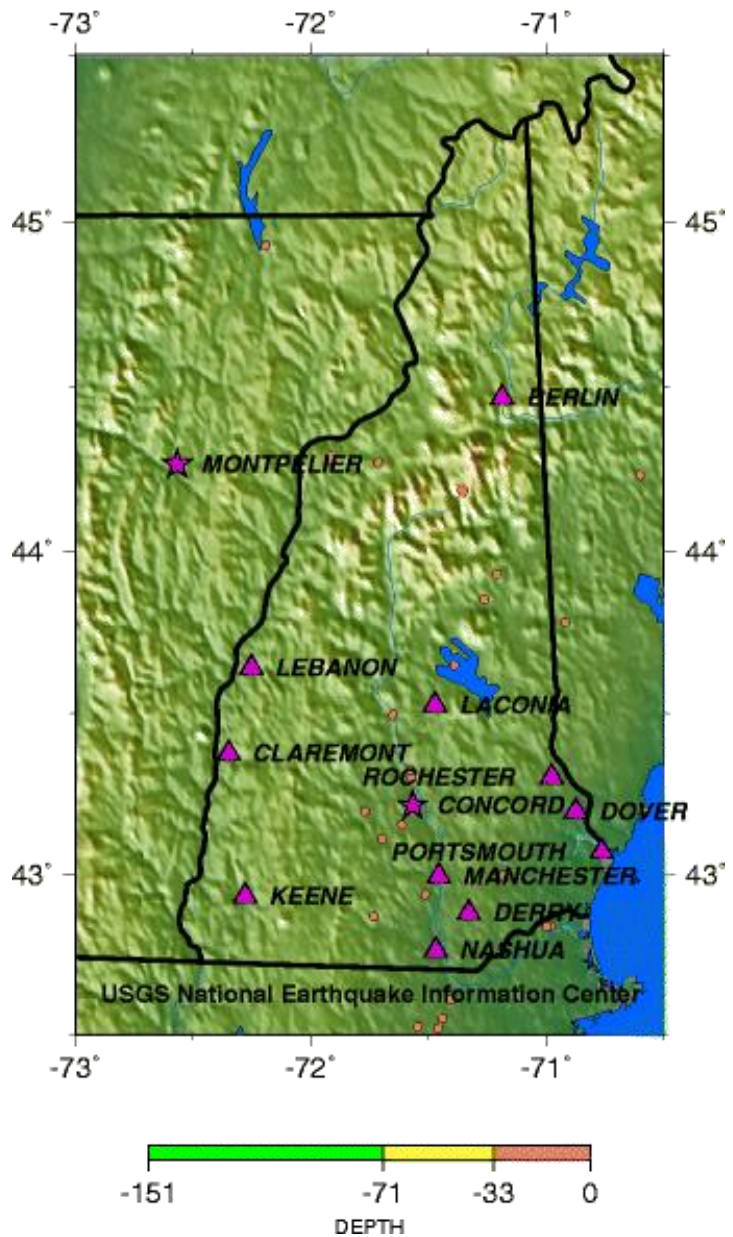 -73° -72° -71°
45° 45°
BERLIN
MONTPELIER
44° 44°
LEBANON
LACONIA
CLAREMONT
ROCHESTER
CONCORD
DOVER
PORTSMOUTH
43° 43°
MANCHESTER
KEENE
DERRY
NASHUA
USGS National Earthquake Information Center
-73° -72° -71°
-151 -71 -33 0
DEPTH